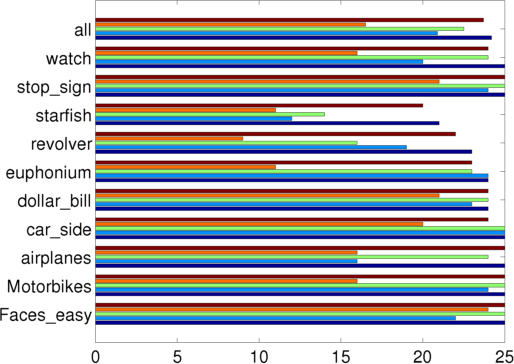 all
watch
stop_sign
starfish
revolver
euphonium
dollar_bill
car_side
airplanes
Motorbikes
Faces_easy
0 5 10 15 20 25